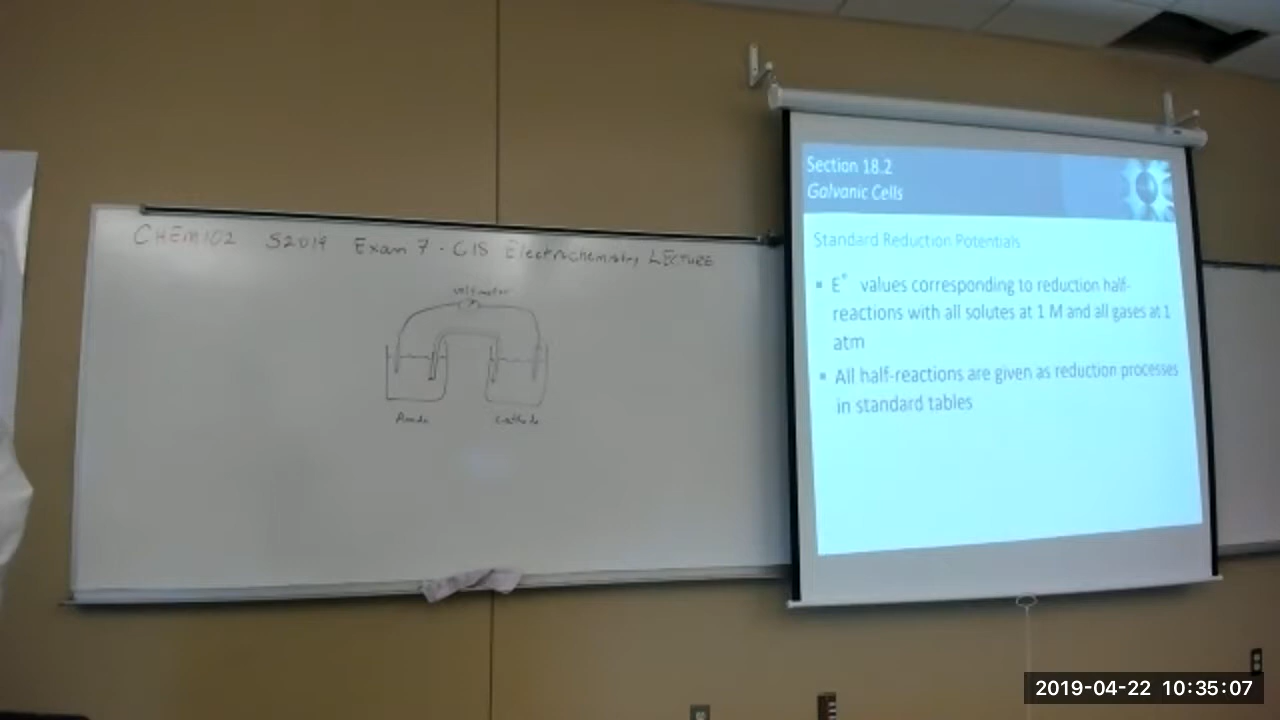 CHEM102 S2019 Exam 7 - C18 Electrochemistry LECTURE
voltmeter
Anode Cathode
Section 18.2
Galvanic Cells
Standard Reduction Potentials
▪ E° values corresponding to reduction half-
reactions with all solutes at 1 M and all gases at 1
atm
▪ All half-reactions are given as reduction processes
in standard tables
2019-04-22 10:35:07